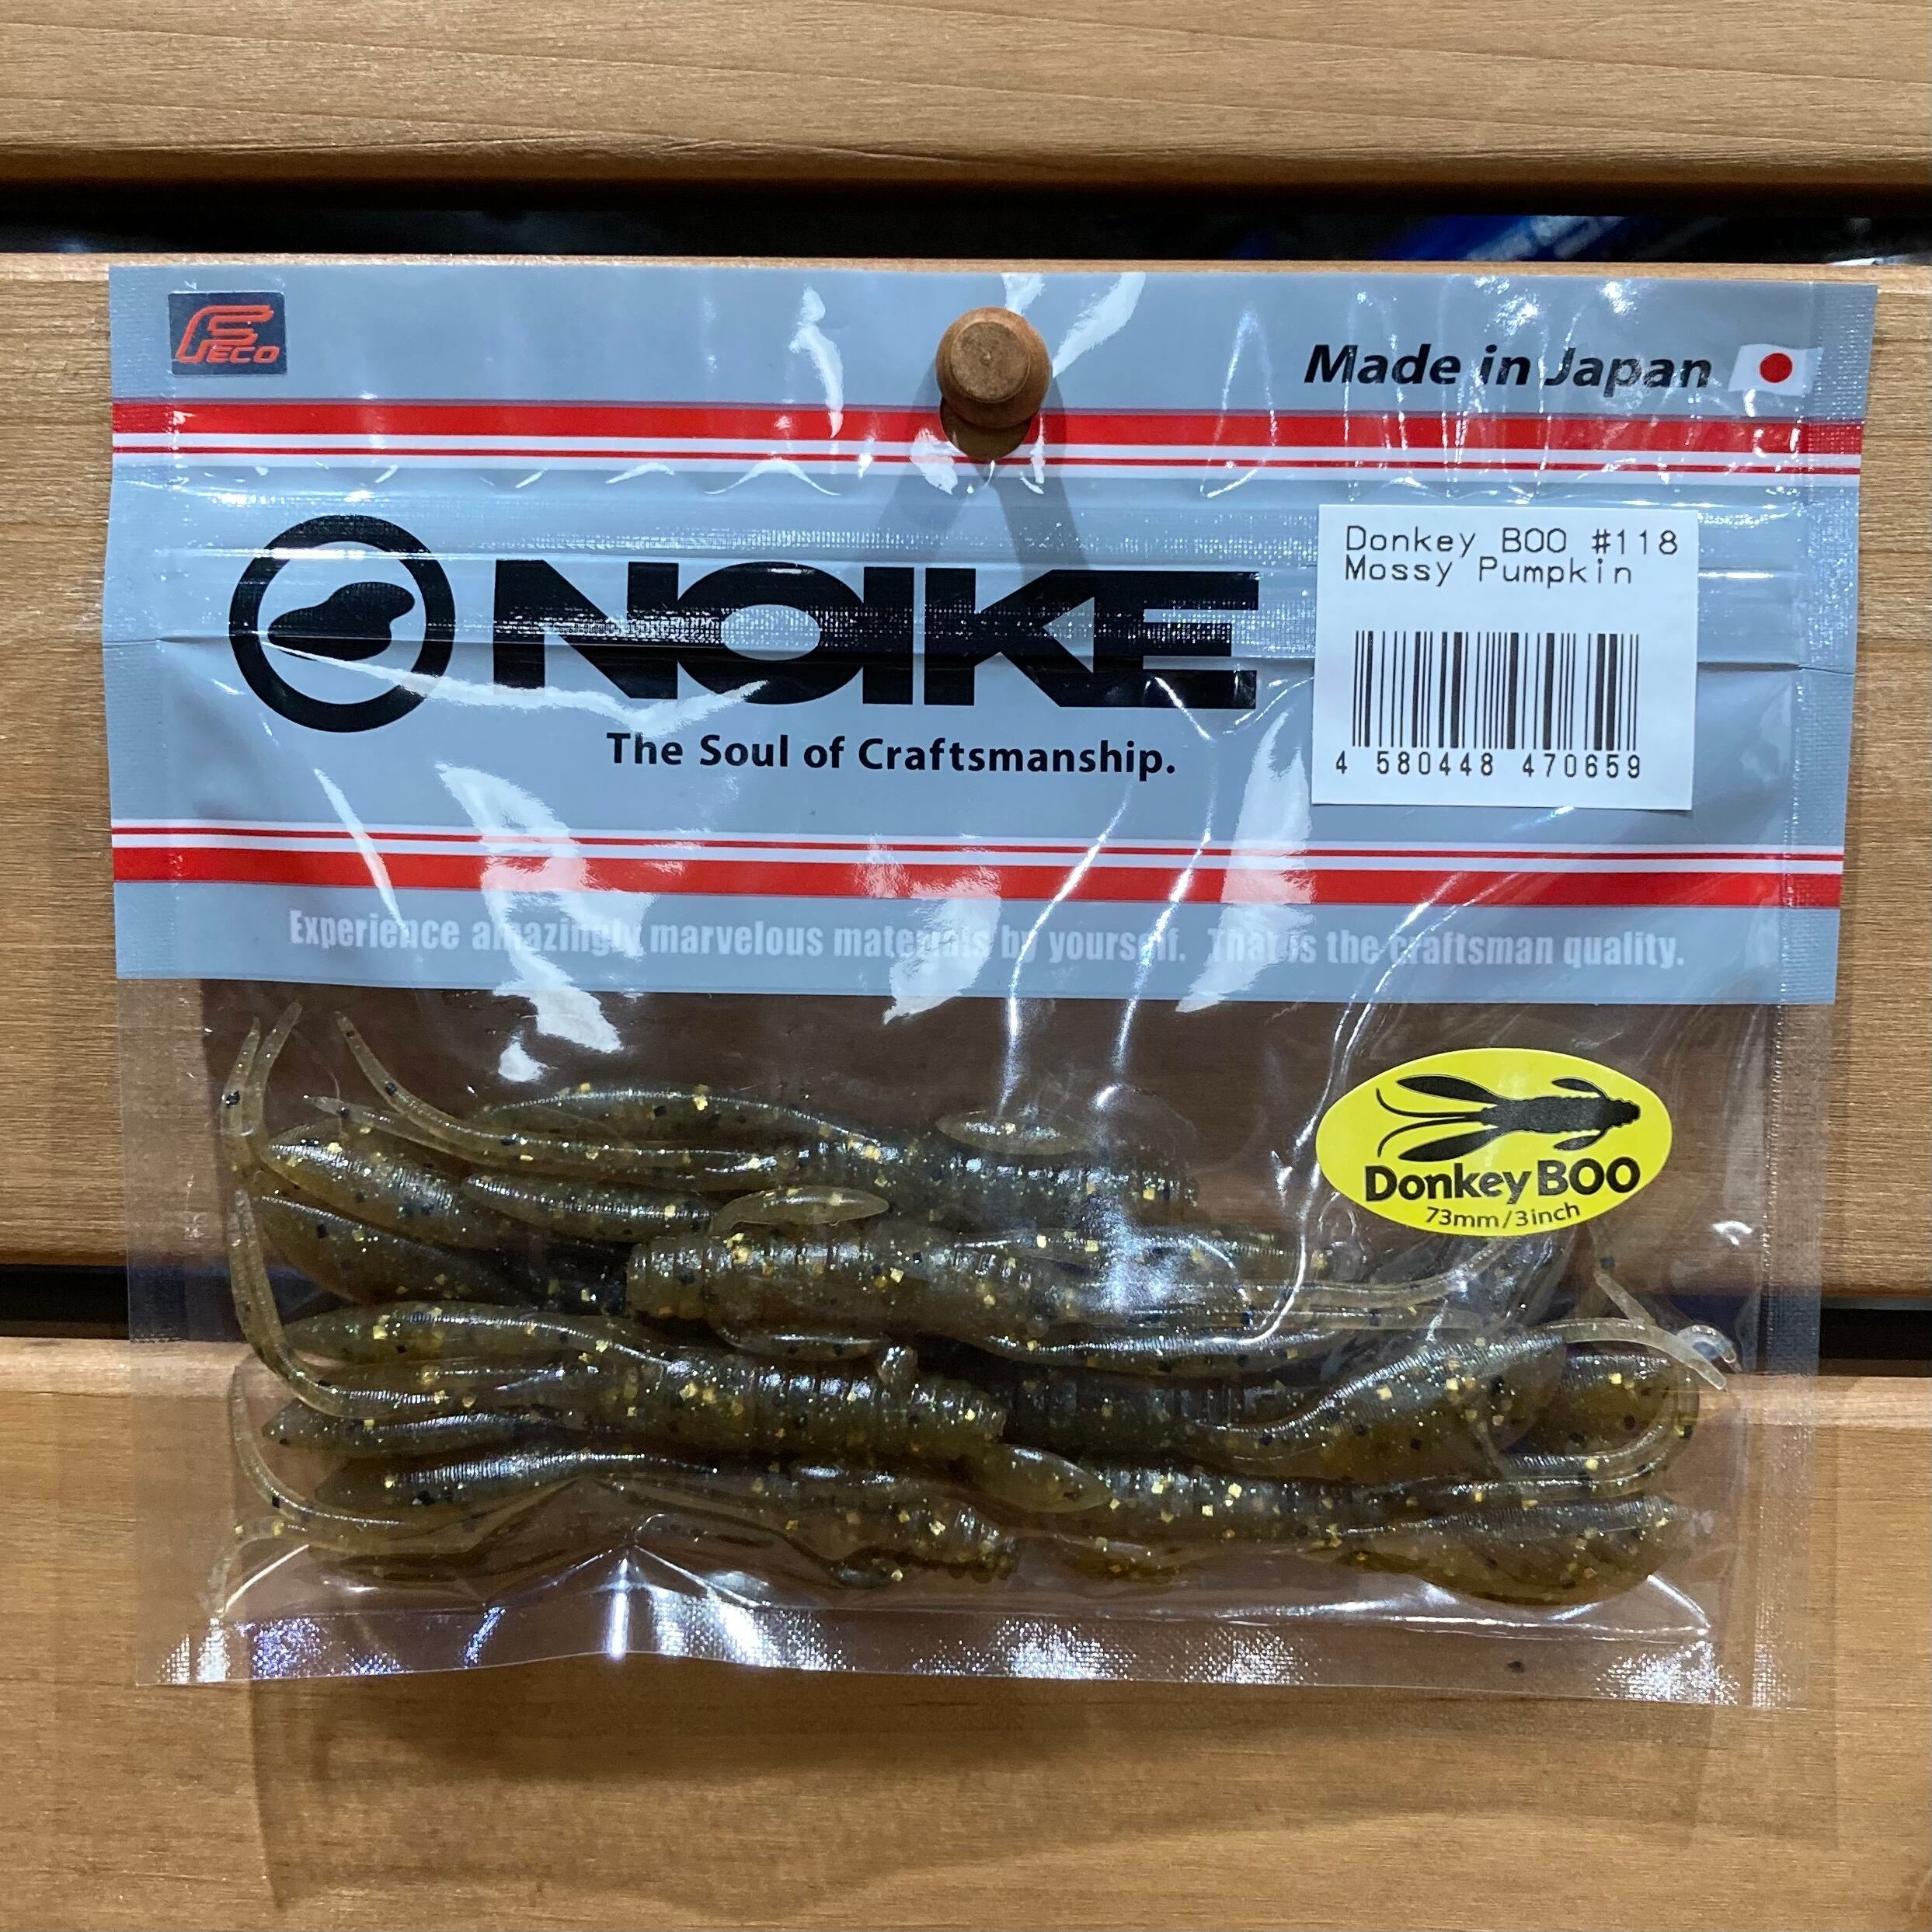 FECO
Made in Japan
NOIKE
The Soul of Craftsmanship.
Donkey BOO #118
Mossy Pumpkin
4 580448 470659
Experience amazingly marvelous materials by yourself. That is the craftsman quality.
Donkey BOO
73mm/3inch